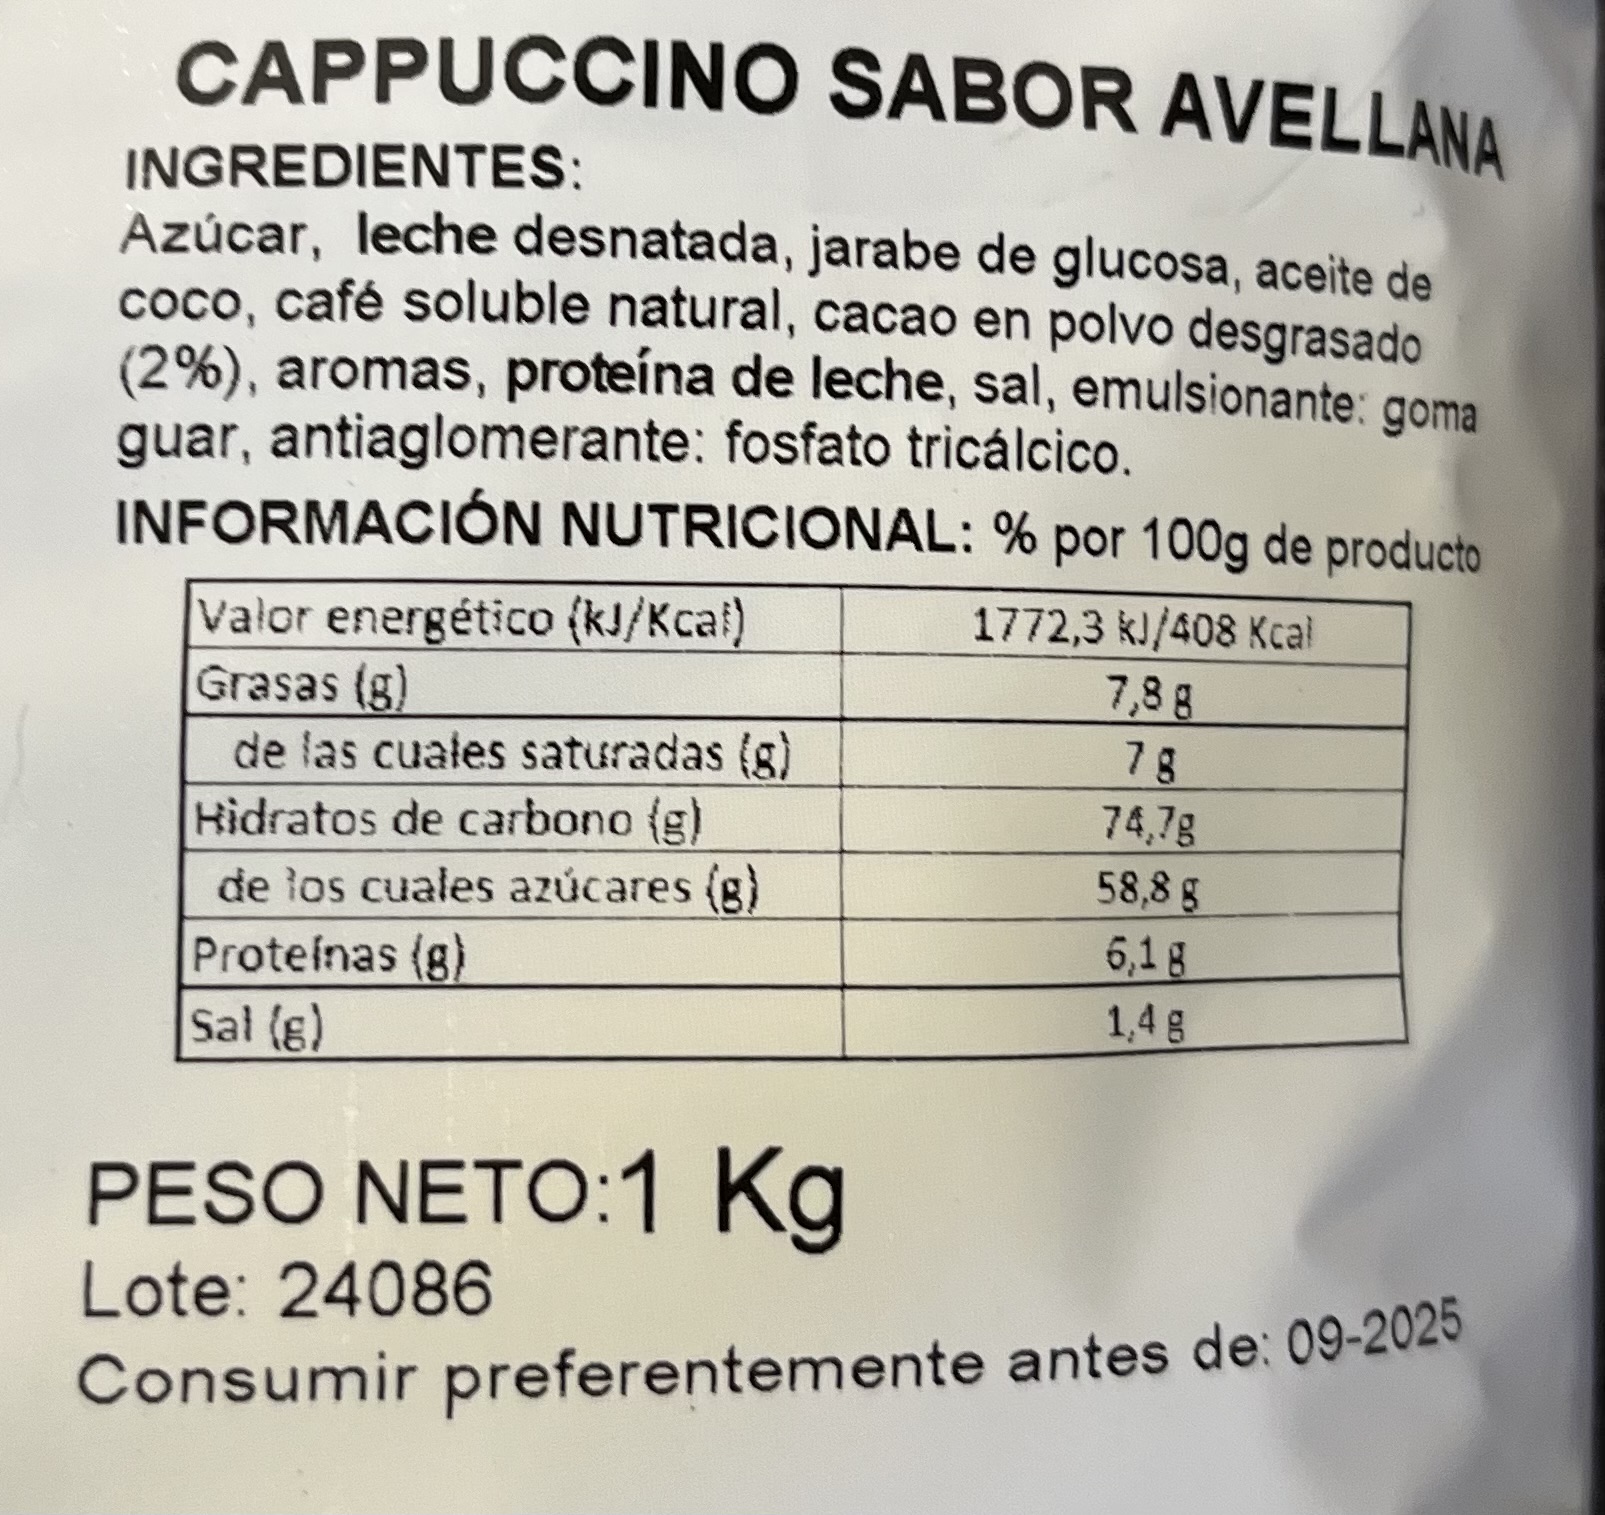 CAPPUCCINO SABOR AVELLANA
INGREDIENTES:
Azúcar, leche desnatada, jarabe de glucosa, aceite de
coco, café soluble natural, cacao en polvo desgrasado
(2%), aromas, proteína de leche, sal, emulsionante: goma
guar, antiaglomerante: fosfato tricálcico.
INFORMACIÓN NUTRICIONAL: % por 100g de producto
Valor energético (kJ/Kcal) 1772,3 kJ/408 Kcal
Grasas (g) 7,8 g
de las cuales saturadas (g) 7 g
Hidratos de carbono (g) 74,7g
de los cuales azúcares (g) 58,8 g
Proteínas (g) 6,1 g
Sal (g) 1,4 g
PESO NETO:1 Kg
Lote: 24086
Consumir preferentemente antes de: 09-2025